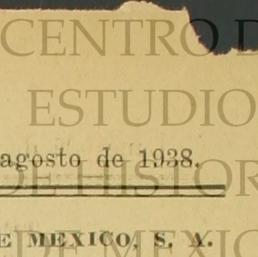 CENTRO D
ESTUDIO
agosto de 1938.
DE HISTOR
E MEXICO, S. A.
DE MEXIC